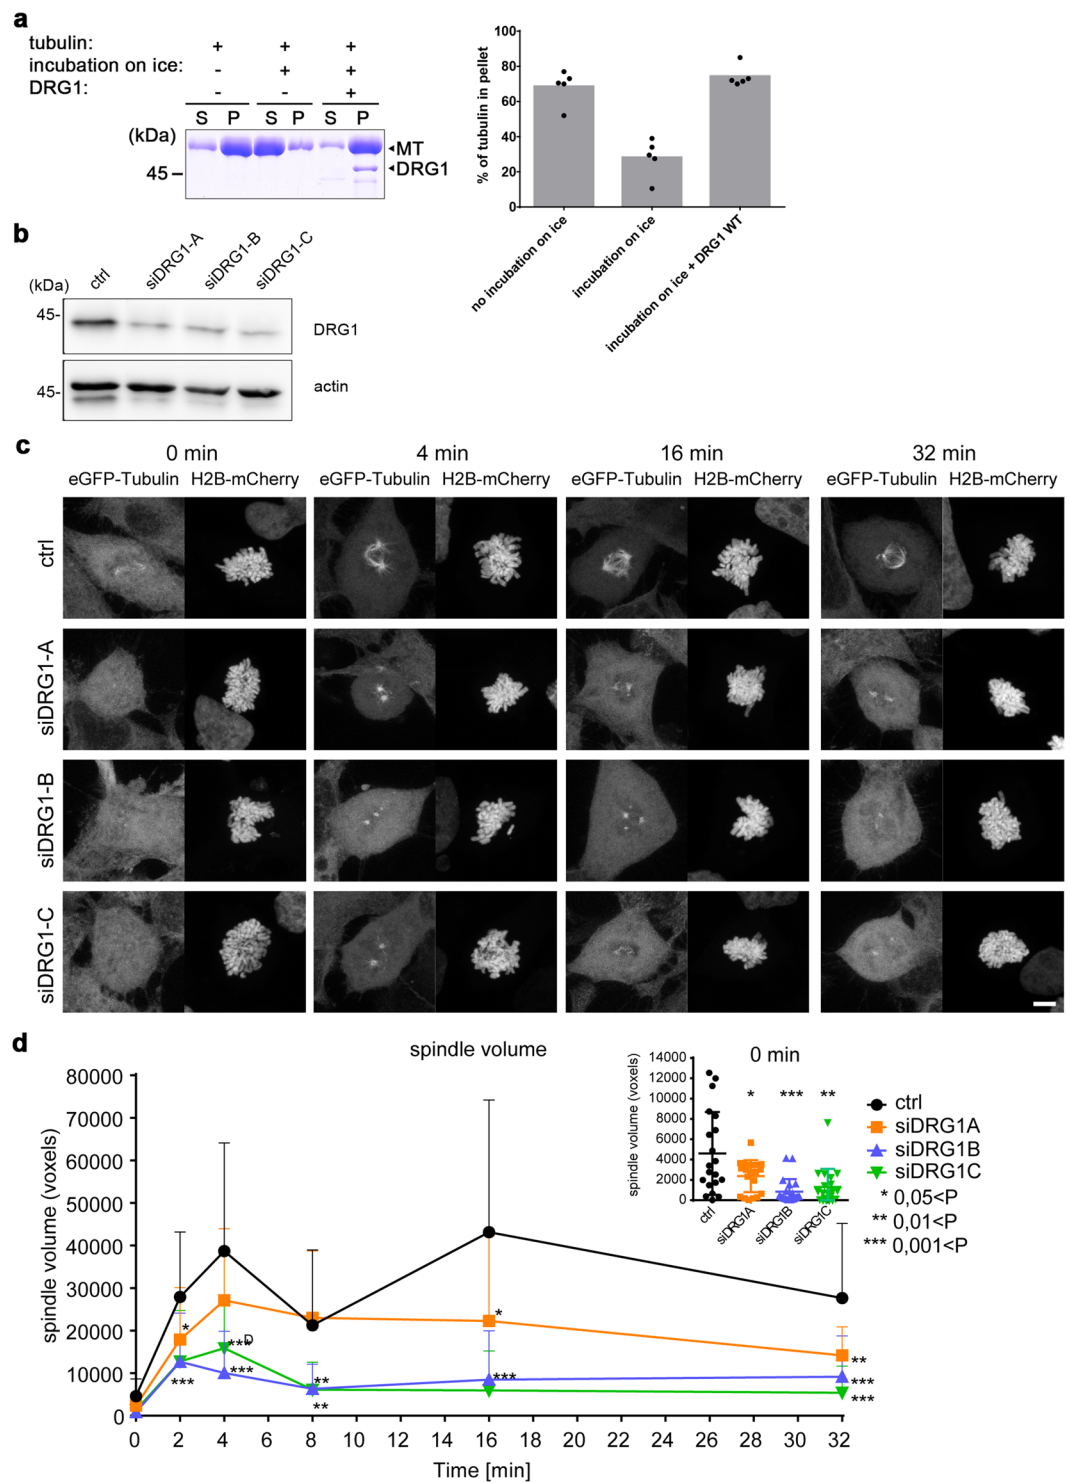 a
tubulin: + + +
incubation on ice: - + +
DRG1: - - +
S P S P S P
(kDa)
◂MT
45
◂DRG1
100
80
60
40
20
0
% of tubulin in pellet
no incubation on ice
incubation on ice
incubation on ice + DRG1 WT
b
ctrl siDRG1-A siDRG1-B siDRG1-C
(kDa)
45-
DRG1
45-
actin
c
0 min 4 min 16 min 32 min
eGFP-Tubulin H2B-mCherry eGFP-Tubulin H2B-mCherry eGFP-Tubulin H2B-mCherry eGFP-Tubulin H2B-mCherry
ctrl
siDRG1-A
siDRG1-B
siDRG1-C
d
spindle volume
80000
70000
60000
50000
40000
30000
20000
10000
0
spindle volume (voxels)
0 2 4 6 8 10 12 14 16 18 20 22 24 26 28 30 32
Time [min]
*
***
***D
***
**
**
*
***
**
***
***
0 min
14000
12000
10000
8000
6000
4000
2000
0
spindle volume (voxels)
* *** **
ctrl siDRG1A siDRG1B siDRG1C
ctrl
siDRG1A
siDRG1B
siDRG1C
* 0,05<P
** 0,01<P
*** 0,001<P